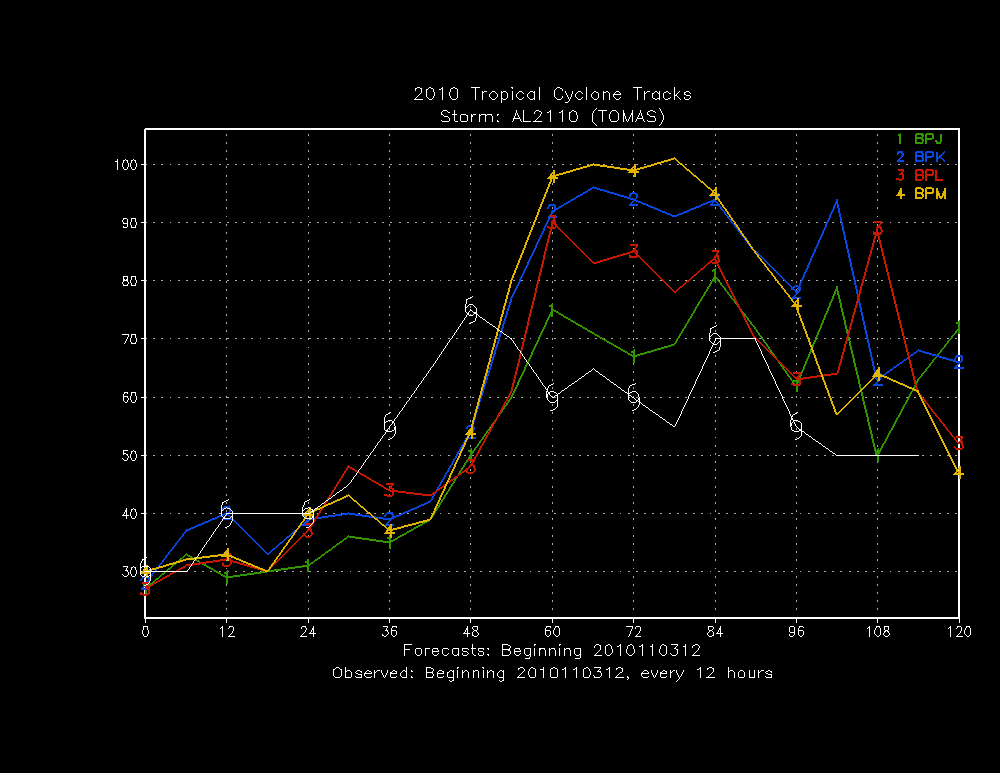 2010 Tropical Cyclone Tracks
Storm: AL2110 (TOMAS)
1 BPJ
2 BPK
3 BPL
4 BPM
100
90
80
70
60
50
40
30
0 12 24 36 48 60 72 84 96 108 120
Forecasts: Beginning 2010110312
Observed: Beginning 2010110312, every 12 hours